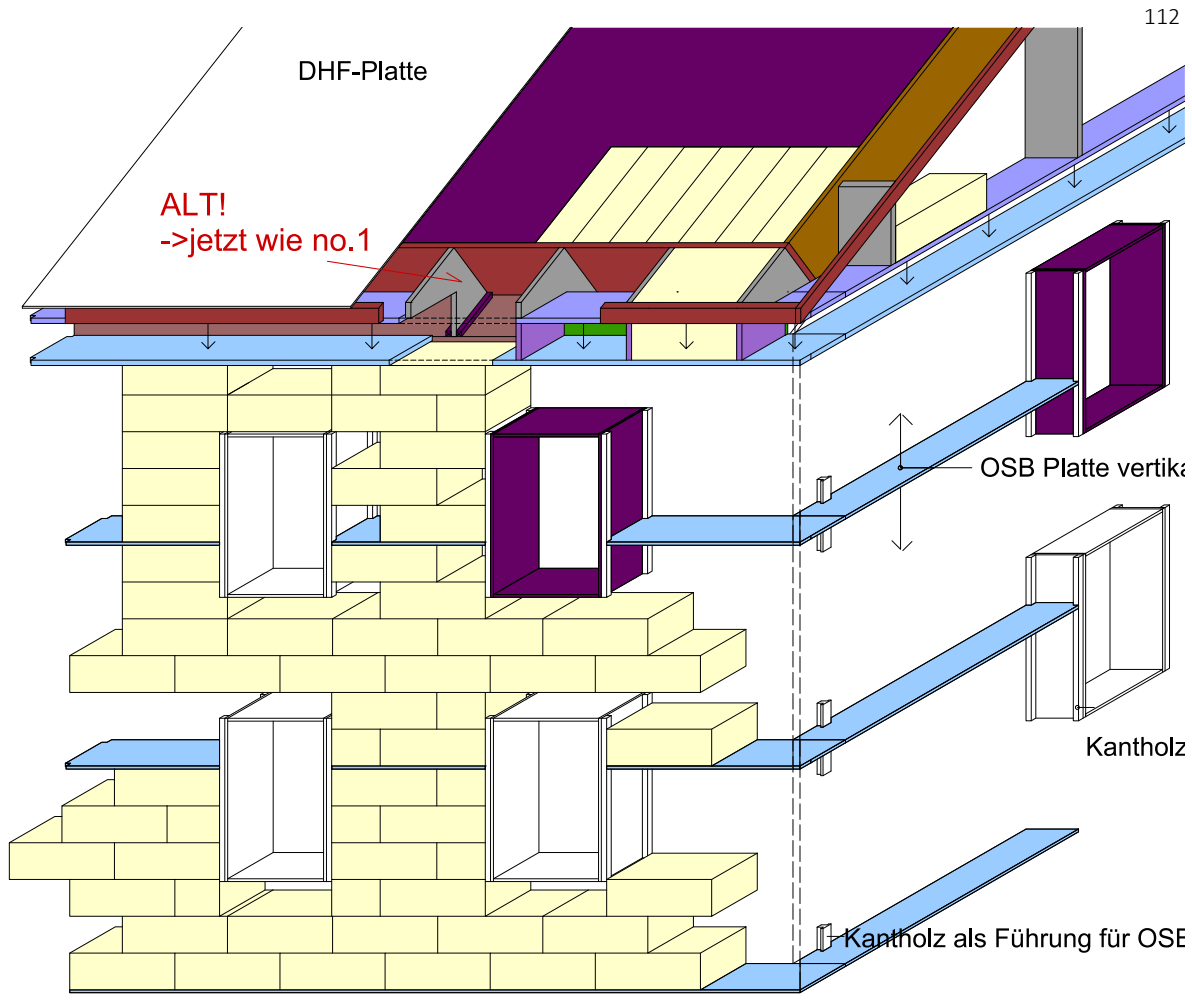 112
DHF-Platte
ALT!
->jetzt wie no.1
OSB Platte vertika
Kantholz
Kantholz als Führung für OSB